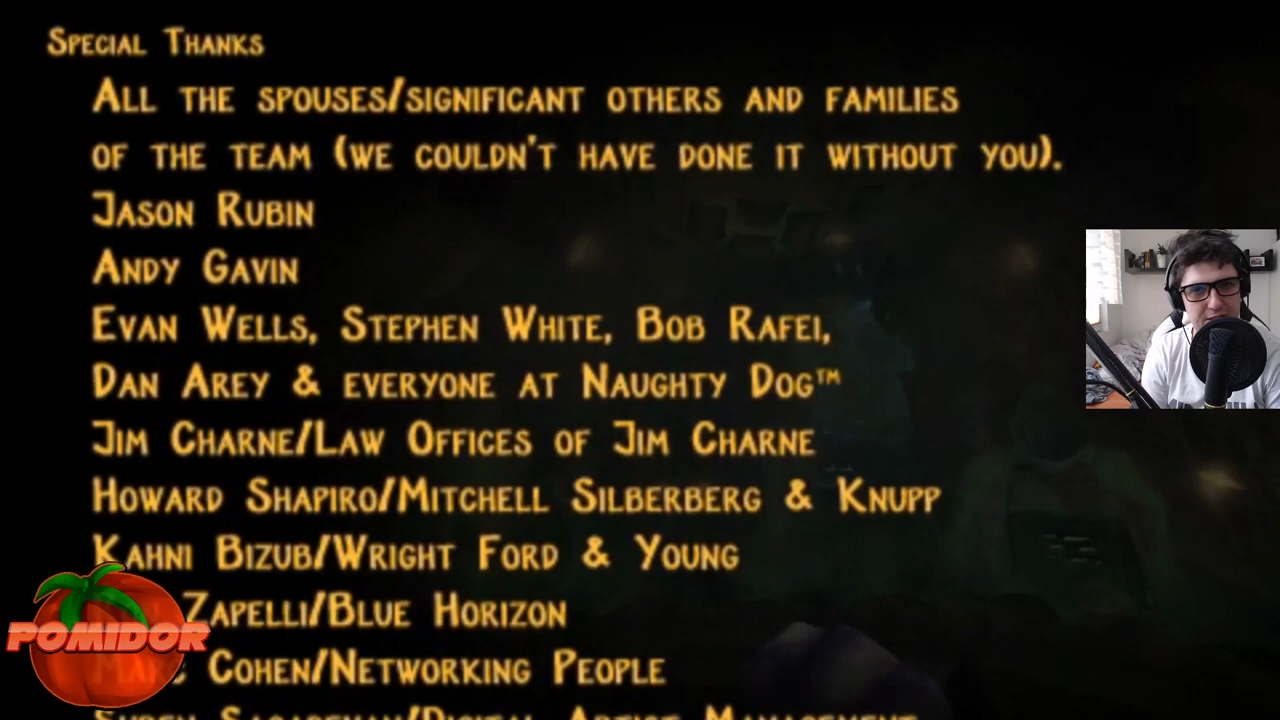 Special Thanks
All the spouses/significant others and families
of the team (we couldn't have done it without you).
Jason Rubin
Andy Gavin
Evan Wells, Stephen White, Bob Rafei,
Dan Arey & everyone at Naughty Dog™
Jim Charne/Law Offices of Jim Charne
Howard Shapiro/Mitchell Silberberg & Knupp
Kahni Bizub/Wright Ford & Young
Zapelli/Blue Horizon
POMIDOR
Cohen/Networking People